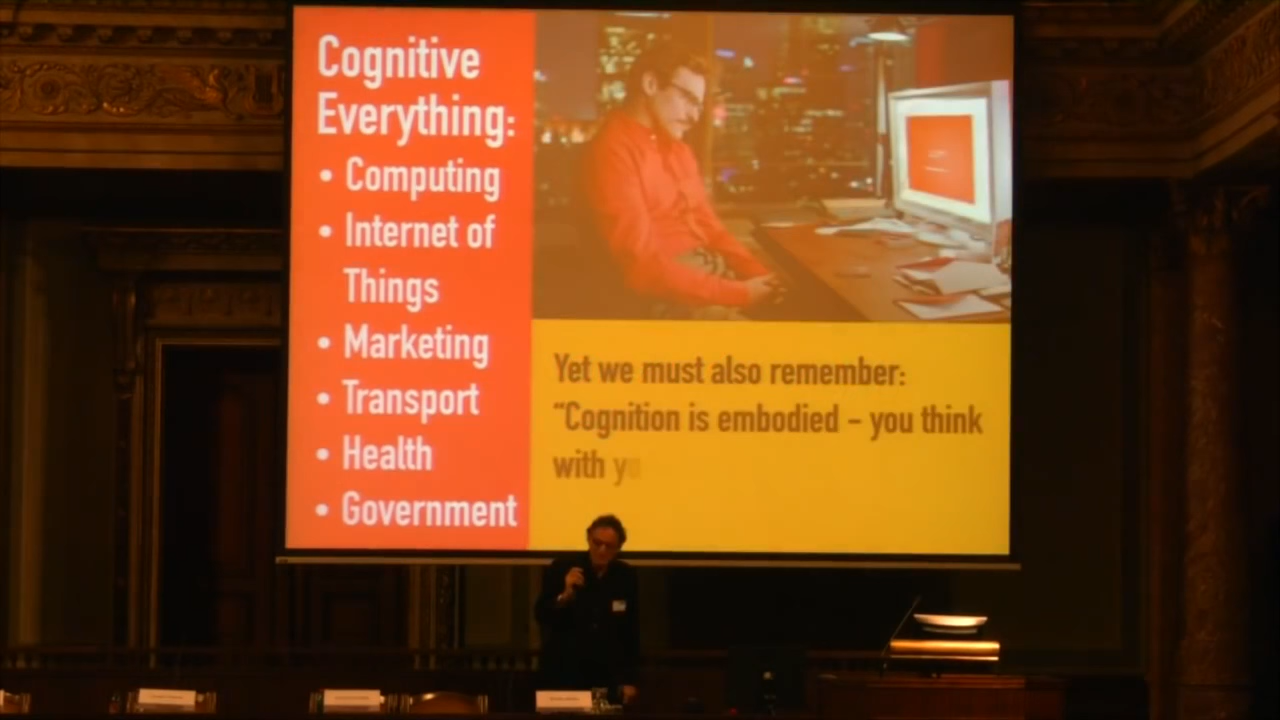 Cognitive
Everything:
• Computing
• Internet of
Things
• Marketing
• Transport
• Health
• Government
Yet we must also remember:
“Cognition is embodied – you think
with